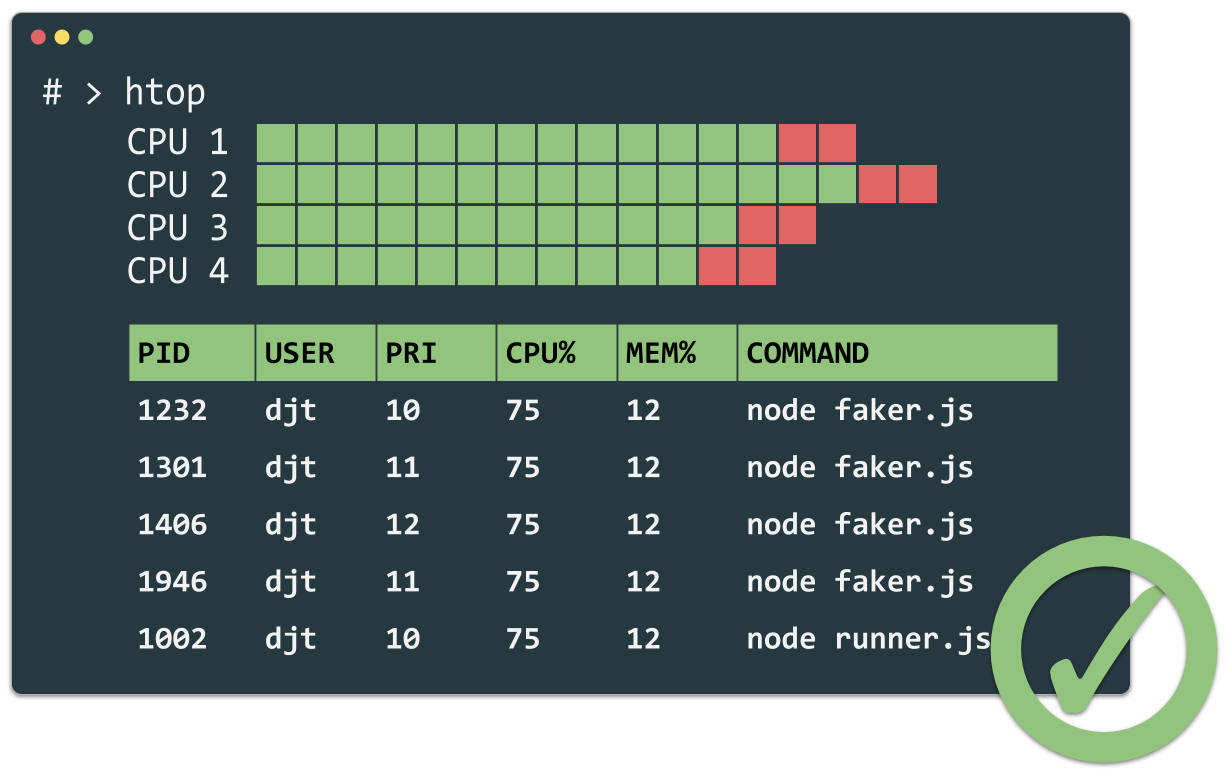 # > htop
CPU 1
CPU 2
CPU 3
CPU 4
PID USER PRI CPU% MEM% COMMAND
1232 djt 10 75 12 node faker.js
1301 djt 11 75 12 node faker.js
1406 djt 12 75 12 node faker.js
1946 djt 11 75 12 node faker.js
1002 djt 10 75 12 node runner.js